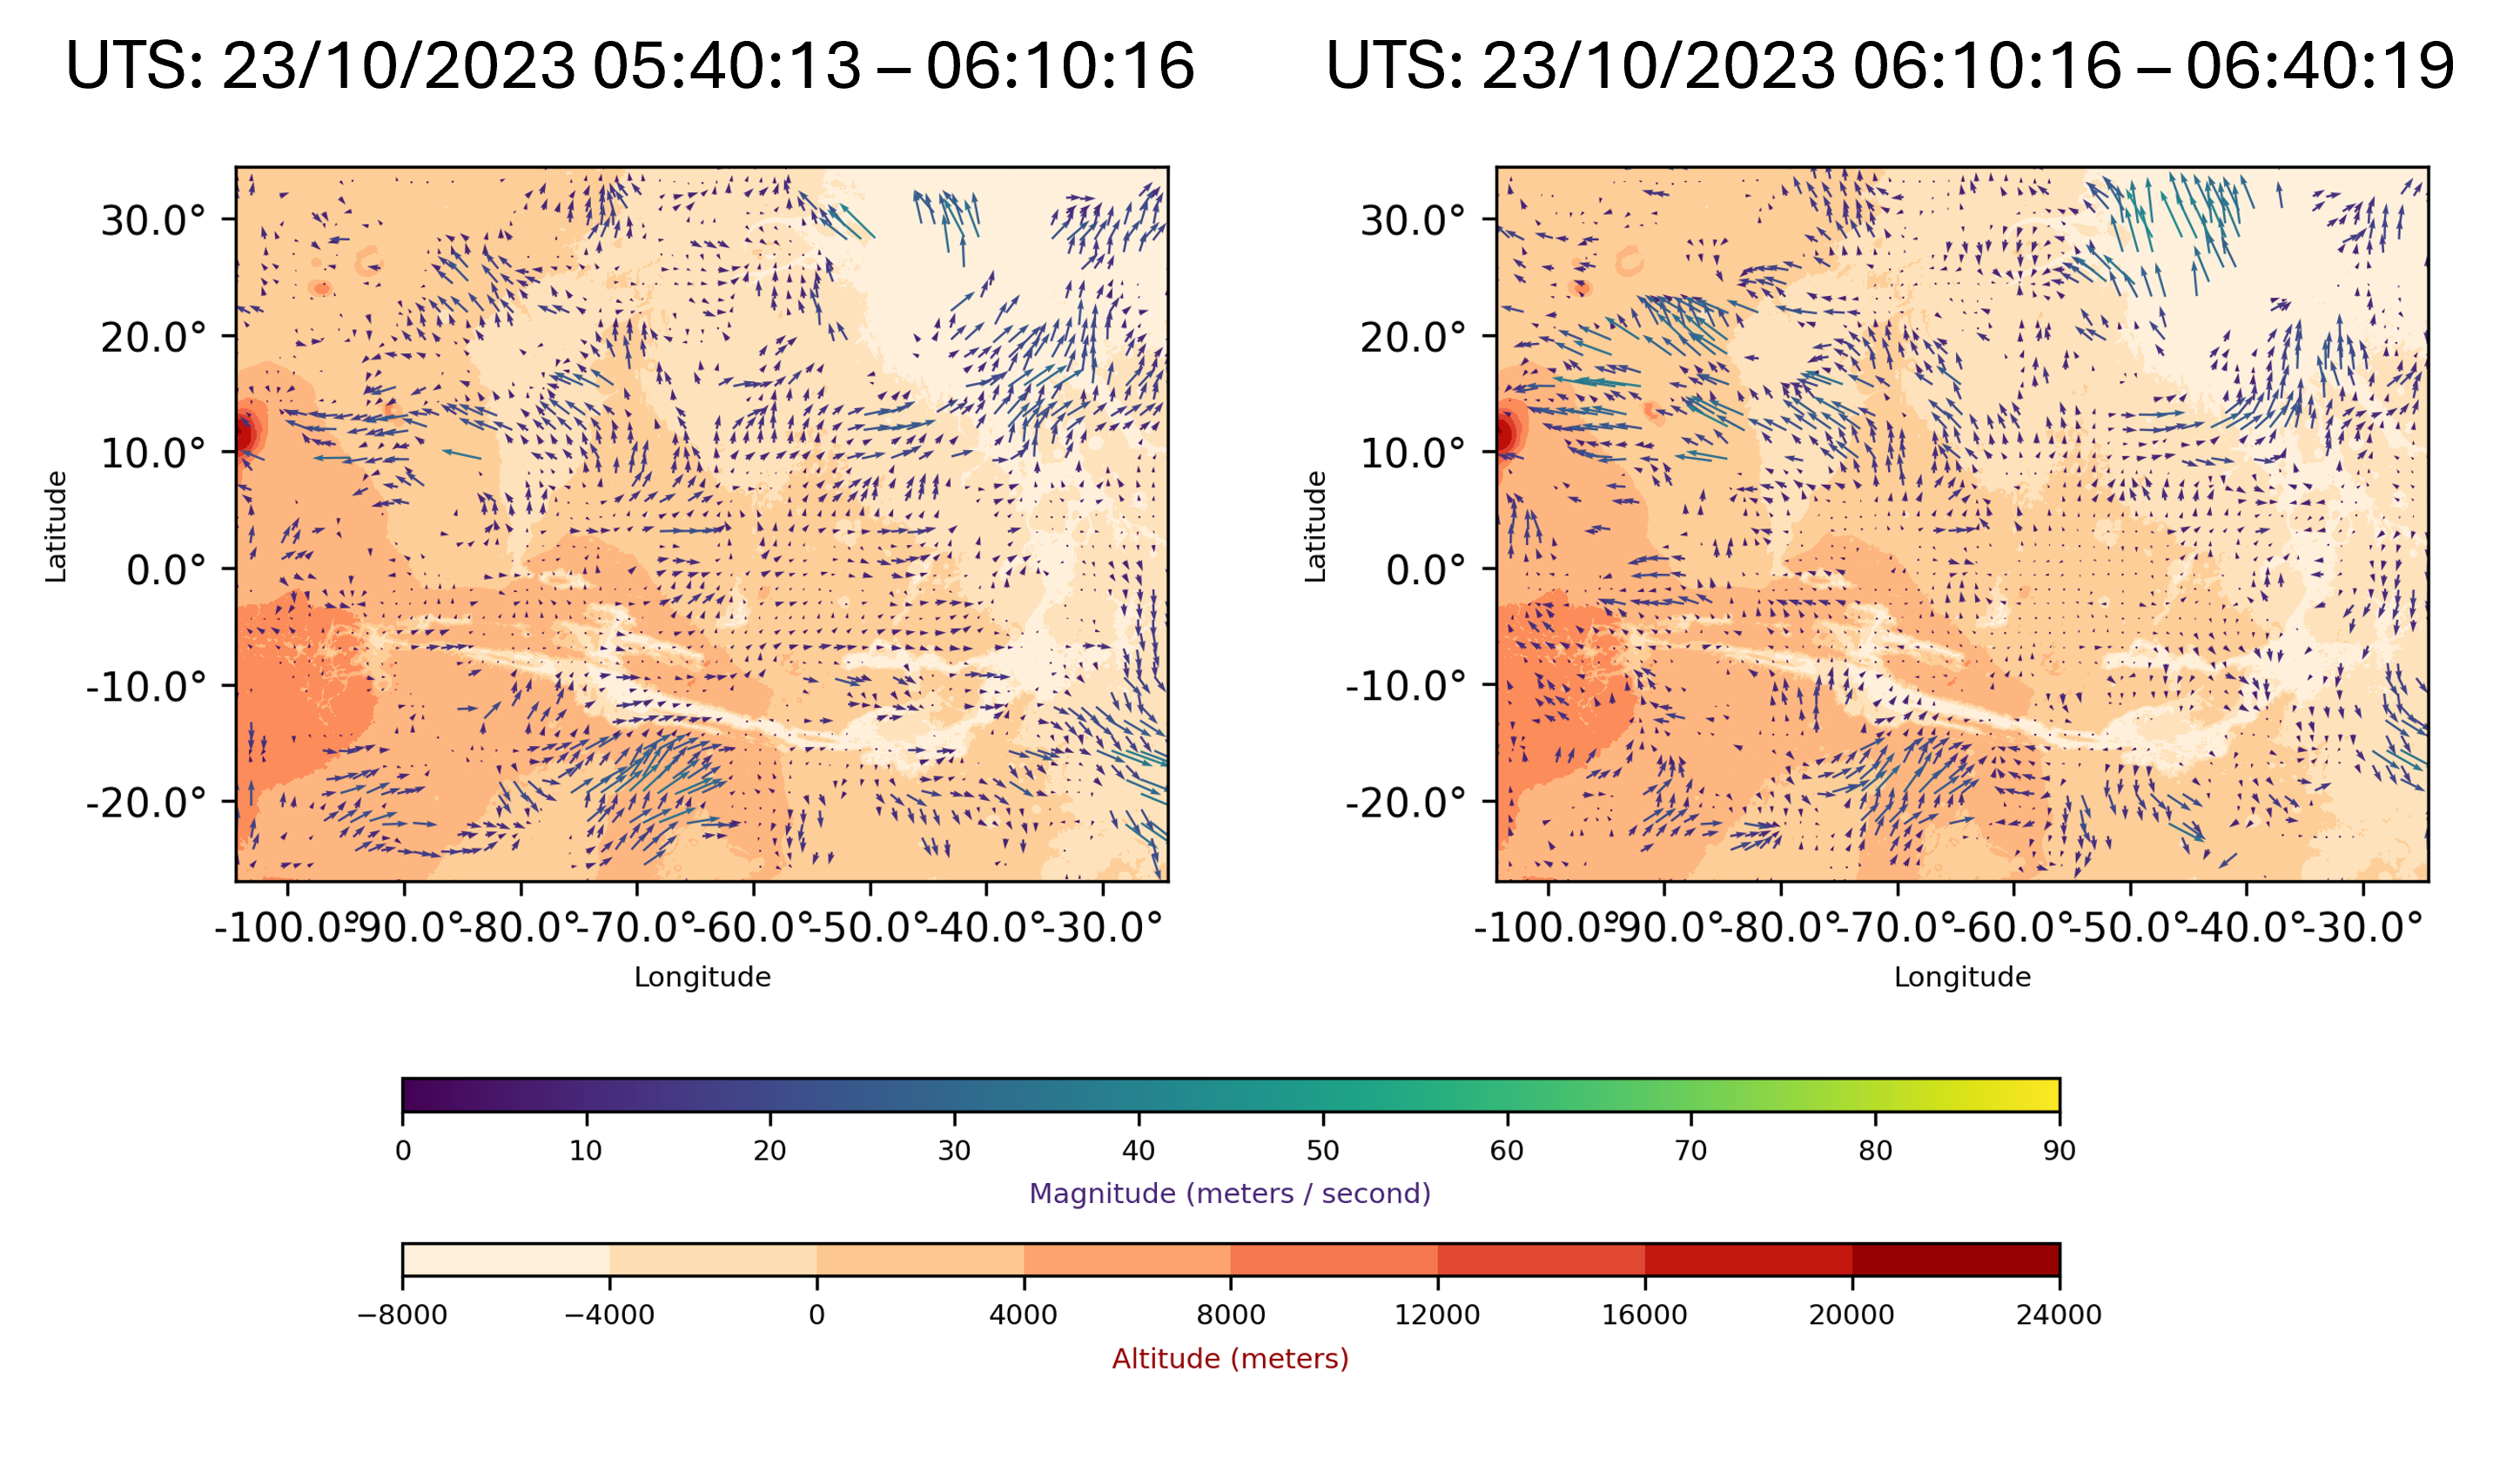 UTS: 23/10/2023 05:40:13 – 06:10:16
UTS: 23/10/2023 06:10:16 – 06:40:19
30.0°
20.0°
10.0°
0.0°
-10.0°
-20.0°
Latitude
-100.0° -90.0° -80.0° -70.0° -60.0° -50.0° -40.0° -30.0°
Longitude
30.0°
20.0°
10.0°
0.0°
-10.0°
-20.0°
Latitude
-100.0° -90.0° -80.0° -70.0° -60.0° -50.0° -40.0° -30.0°
Longitude
0 10 20 30 40 50 60 70 80 90
Magnitude (meters / second)
−8000 −4000 0 4000 8000 12000 16000 20000 24000
Altitude (meters)